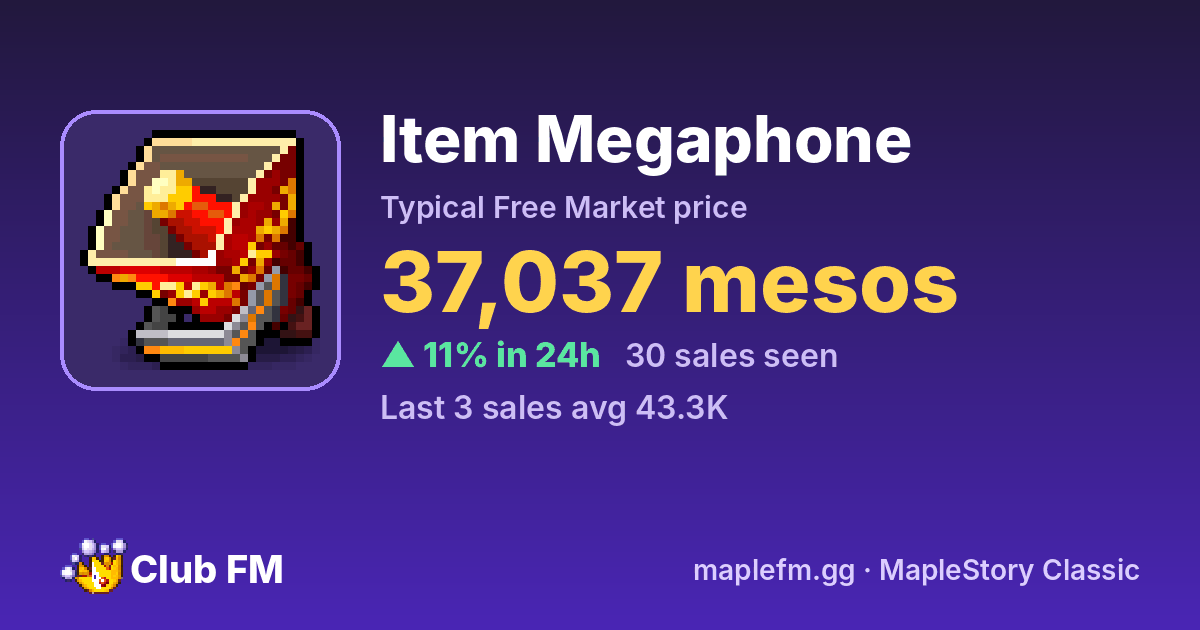 Item Megaphone
Typical Free Market price
37,037 mesos
▲ 11% in 24h 30 sales seen
Last 3 sales avg 43.3K
Club FM
maplefm.gg · MapleStory Classic